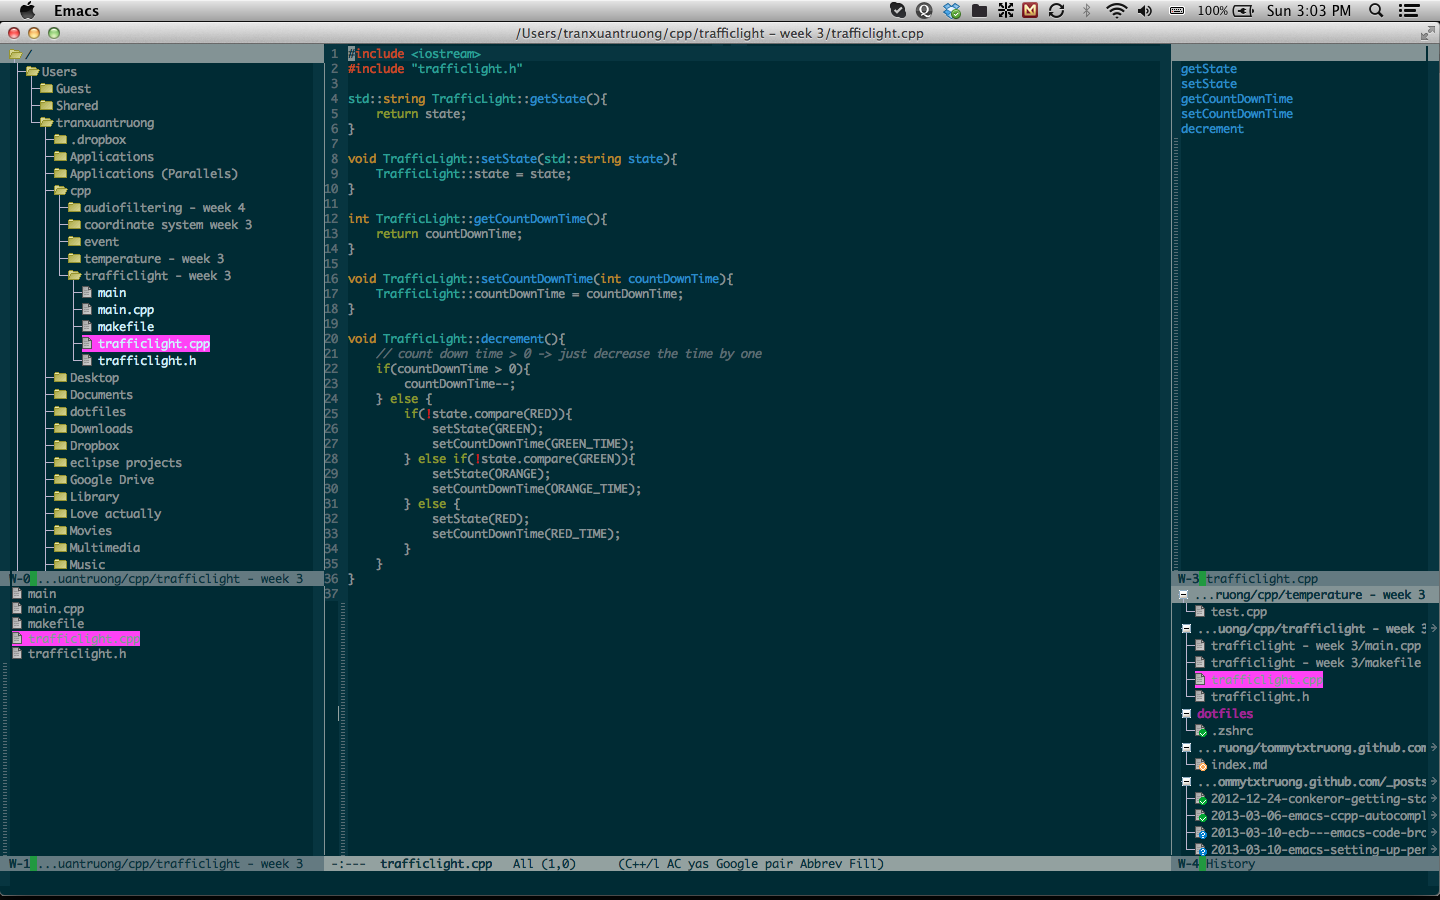 Emacs
100%
Sun 3:03 PM
/Users/tranxuantruong/cpp/trafficlight - week 3/trafficlight.cpp
/
Users
Guest
Shared
tranxuantruong
.dropbox
Applications
Applications (Parallels)
cpp
audiofiltering - week 4
coordinate system week 3
event
temperature - week 3
trafficlight - week 3
main
main.cpp
makefile
trafficlight.cpp
trafficlight.h
Desktop
Documents
dotfiles
Downloads
Dropbox
eclipse projects
Google Drive
Library
Love actually
Movies
Multimedia
Music
W-0 ...uantruong/cpp/trafficlight - week 3
main
main.cpp
makefile
trafficlight.cpp
trafficlight.h
W-1 ...uantruong/cpp/trafficlight - week 3
1 #include <iostream>
2 #include "trafficlight.h"
3
4 std::string TrafficLight::getState(){
5     return state;
6 }
7
8 void TrafficLight::setState(std::string state){
9     TrafficLight::state = state;
10 }
11
12 int TrafficLight::getCountDownTime(){
13     return countDownTime;
14 }
15
16 void TrafficLight::setCountDownTime(int countDownTime){
17     TrafficLight::countDownTime = countDownTime;
18 }
19
20 void TrafficLight::decrement(){
21     // count down time > 0 -> just decrease the time by one
22     if(countDownTime > 0){
23         countDownTime--;
24     } else {
25         if(!state.compare(RED)){
26             setState(GREEN);
27             setCountDownTime(GREEN_TIME);
28         } else if(!state.compare(GREEN)){
29             setState(ORANGE);
30             setCountDownTime(ORANGE_TIME);
31         } else {
32             setState(RED);
33             setCountDownTime(RED_TIME);
34         }
35     }
36 }
37
-:---  trafficlight.cpp   All (1,0)      (C++/l AC yas Google pair Abbrev Fill)
getState
setState
getCountDownTime
setCountDownTime
decrement
W-3 trafficlight.cpp
...ruong/cpp/temperature - week 3
test.cpp
...uong/cpp/trafficlight - week 3
trafficlight - week 3/main.cpp
trafficlight - week 3/makefile
trafficlight.cpp
trafficlight.h
dotfiles
.zshrc
...ruong/tommytxtruong.github.com
index.md
...ommytxtruong.github.com/_posts
2012-12-24-conkeror-getting-sta
2013-03-06-emacs-ccpp-autocompl
2013-03-10-ecb---emacs-code-bro
2013-03-10-emacs-setting-up-per
W-4 History